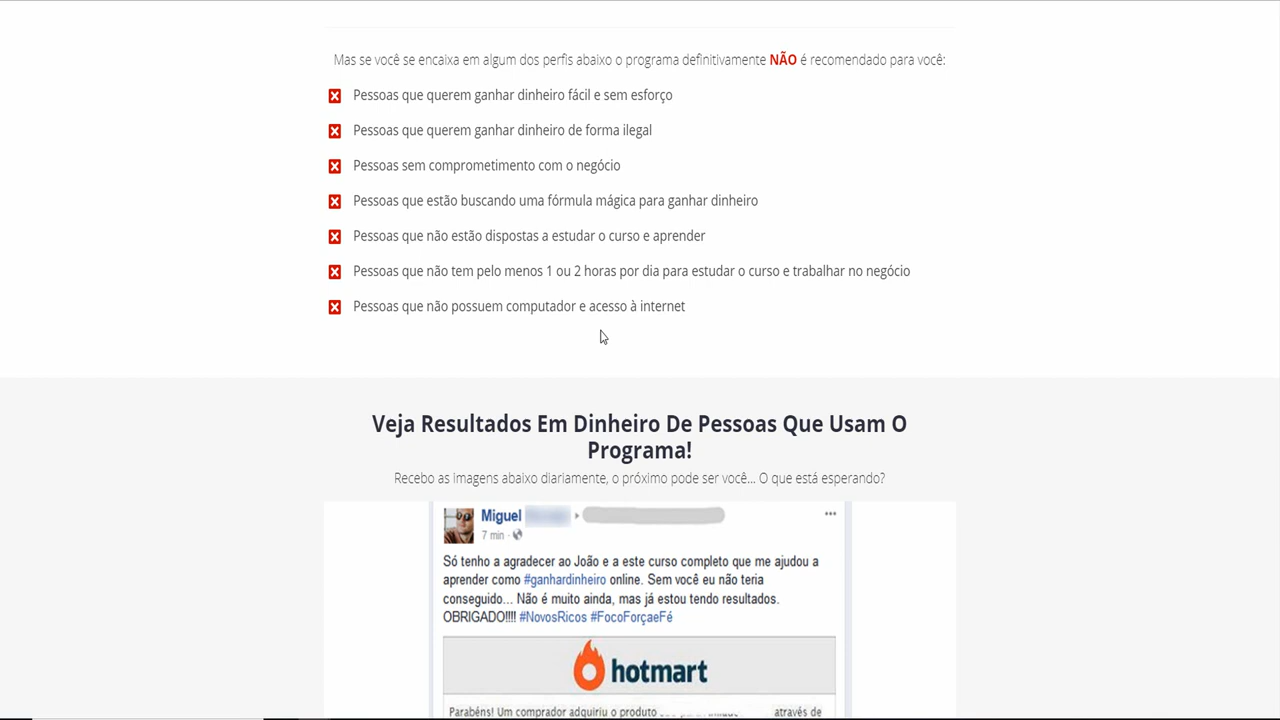 Mas se você se encaixa em algum dos perfis abaixo o programa definitivamente NÃO é recomendado para você:
Pessoas que querem ganhar dinheiro fácil e sem esforço
Pessoas que querem ganhar dinheiro de forma ilegal
Pessoas sem comprometimento com o negócio
Pessoas que estão buscando uma fórmula mágica para ganhar dinheiro
Pessoas que não estão dispostas a estudar o curso e aprender
Pessoas que não tem pelo menos 1 ou 2 horas por dia para estudar o curso e trabalhar no negócio
Pessoas que não possuem computador e acesso à internet
Veja Resultados Em Dinheiro De Pessoas Que Usam O
Programa!
Recebo as imagens abaixo diariamente, o próximo pode ser você... O que está esperando?
Miguel
7 min
Só tenho a agradecer ao João e a este curso completo que me ajudou a
aprender como #ganhardinheiro online. Sem você eu não teria
conseguido... Não é muito ainda, mas já estou tendo resultados.
OBRIGADO!!!! #NovosRicos #FocoForçaeFé
hotmart
Parabéns! Um comprador adquiriu o produto através de